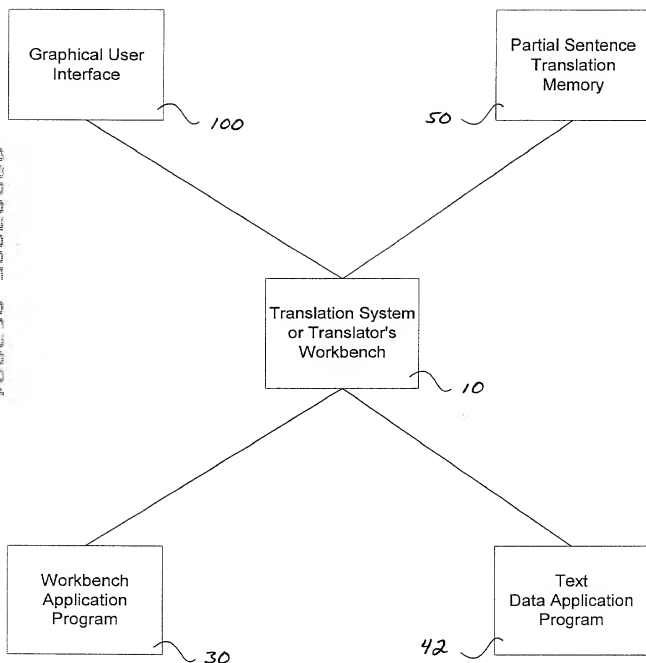 Graphical User
Interface
100
Partial Sentence
Translation
Memory
50
Translation System
or Translator's
Workbench
10
Workbench
Application
Program
30
Text
Data Application
Program
42